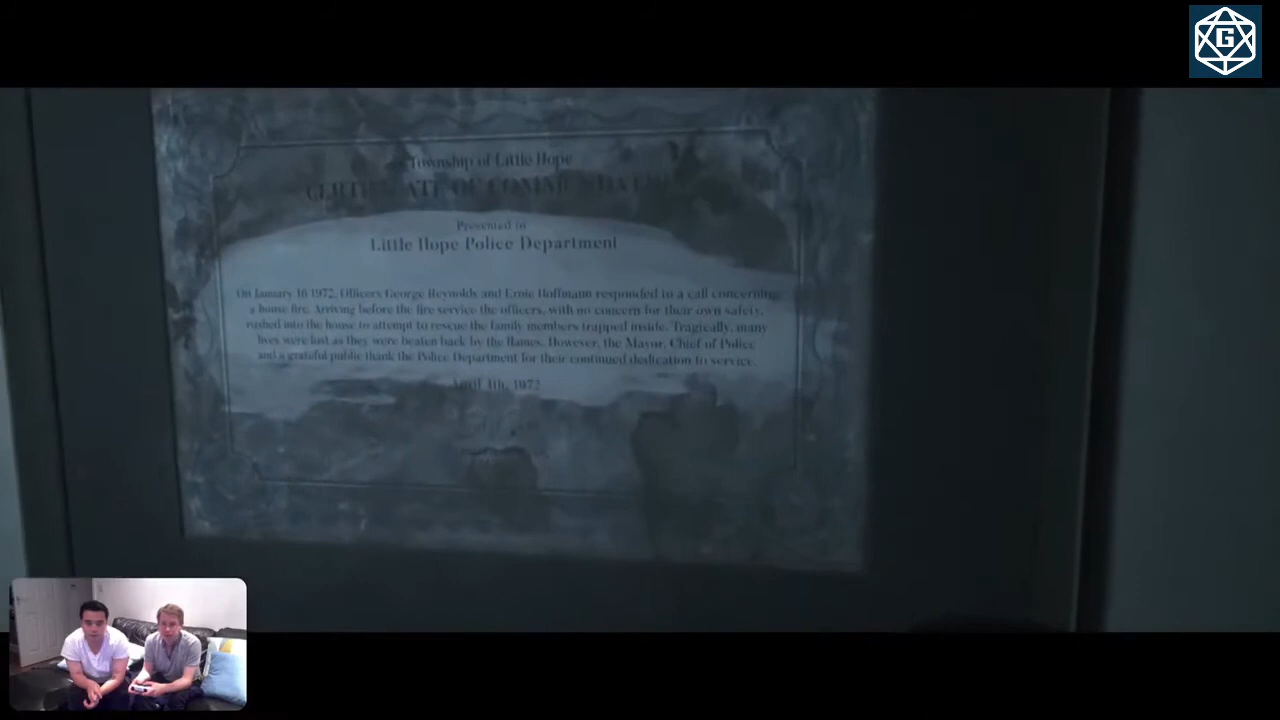 G
Township of Little Hope
CERTIFICATE OF COMMENDATION
Presented to
Little Hope Police Department
On January 16 1972, Officers George Reynolds and Ernie Hoffmann responded to a call concerning
a house fire. Arriving before the fire service the officers, with no concern for their own safety,
rushed into the house to attempt to rescue the family members trapped inside. Tragically, many
lives were lost as they were beaten back by the flames. However, the Mayor, Chief of Police
and a grateful public thank the Police Department for their continued dedication to service.
April 4th, 1972